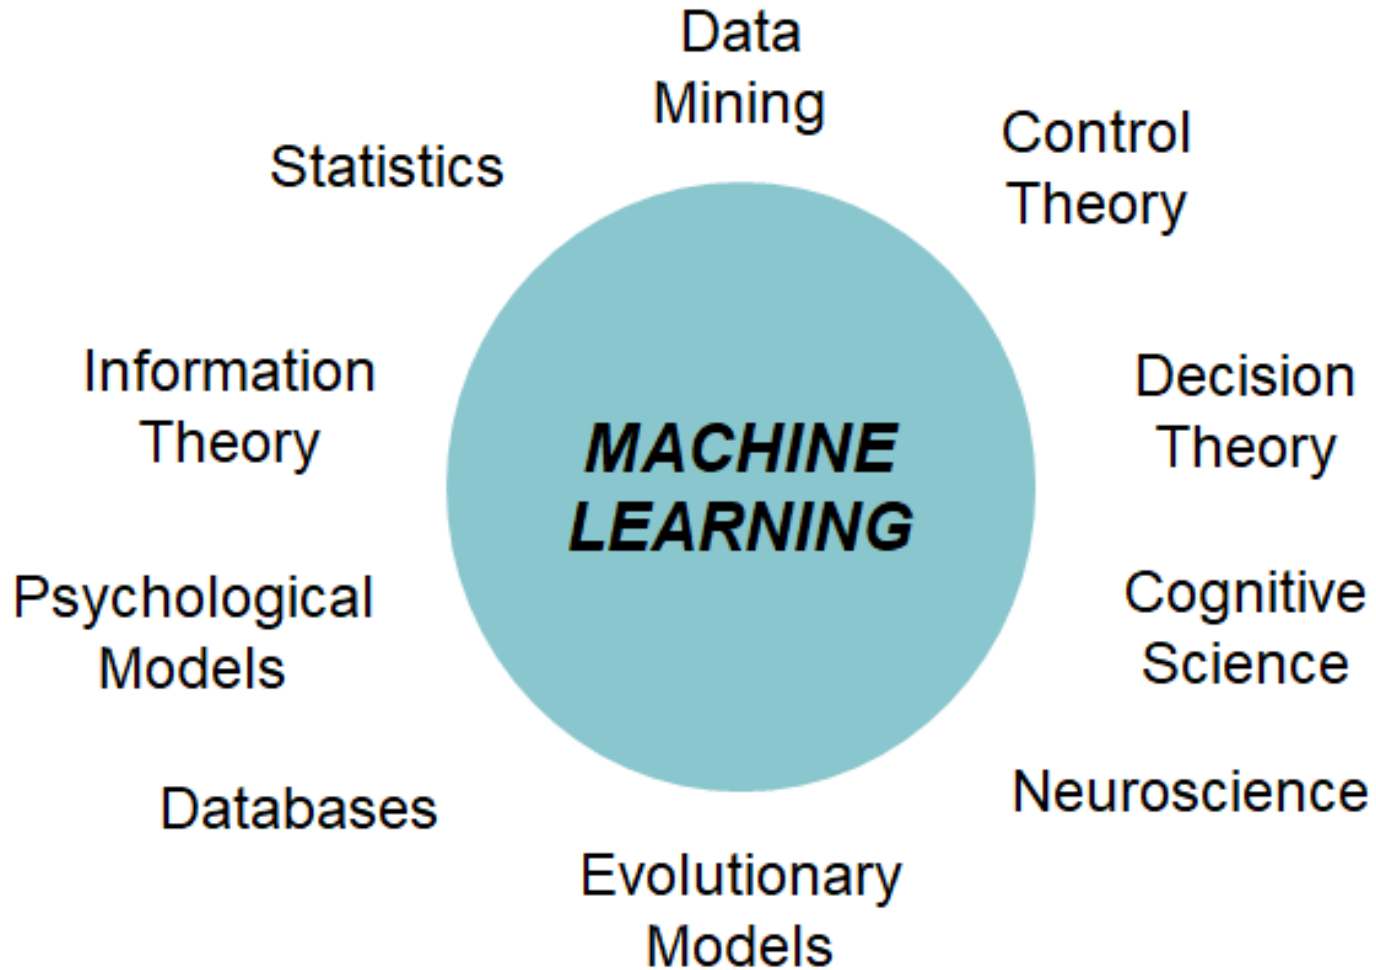 Data
Mining
Control
Theory
Statistics
Information
Theory
Decision
Theory
MACHINE
LEARNING
Psychological
Models
Cognitive
Science
Databases
Neuroscience
Evolutionary
Models